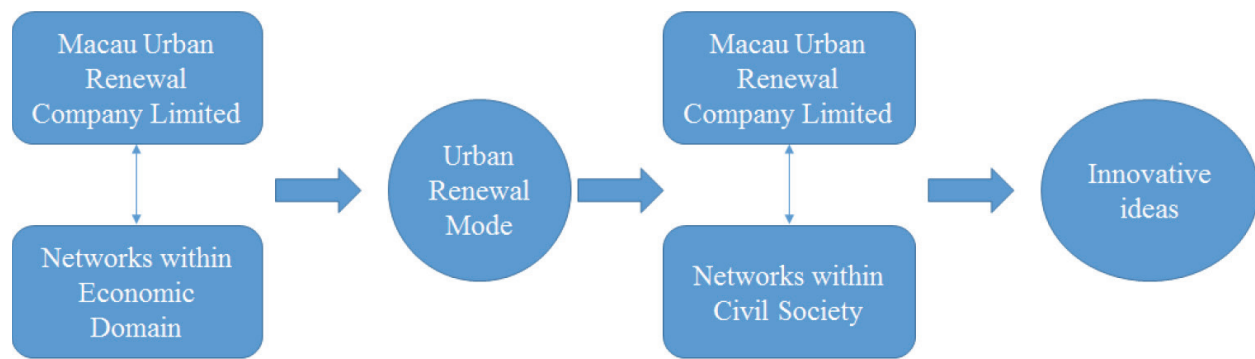 Macau Urban
Renewal
Company Limited
Networks within
Economic
Domain
Urban
Renewal
Mode
Macau Urban
Renewal
Company Limited
Networks within
Civil Society
Innovative
ideas